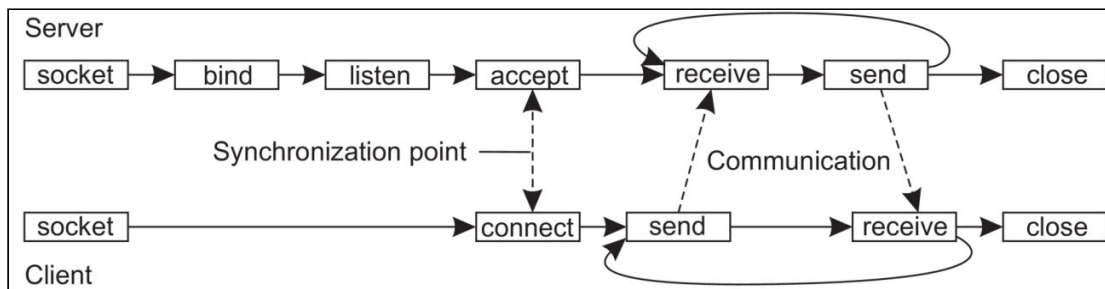 Server
socket bind listen accept receive send close
Synchronization point Communication
socket connect send receive close
Client